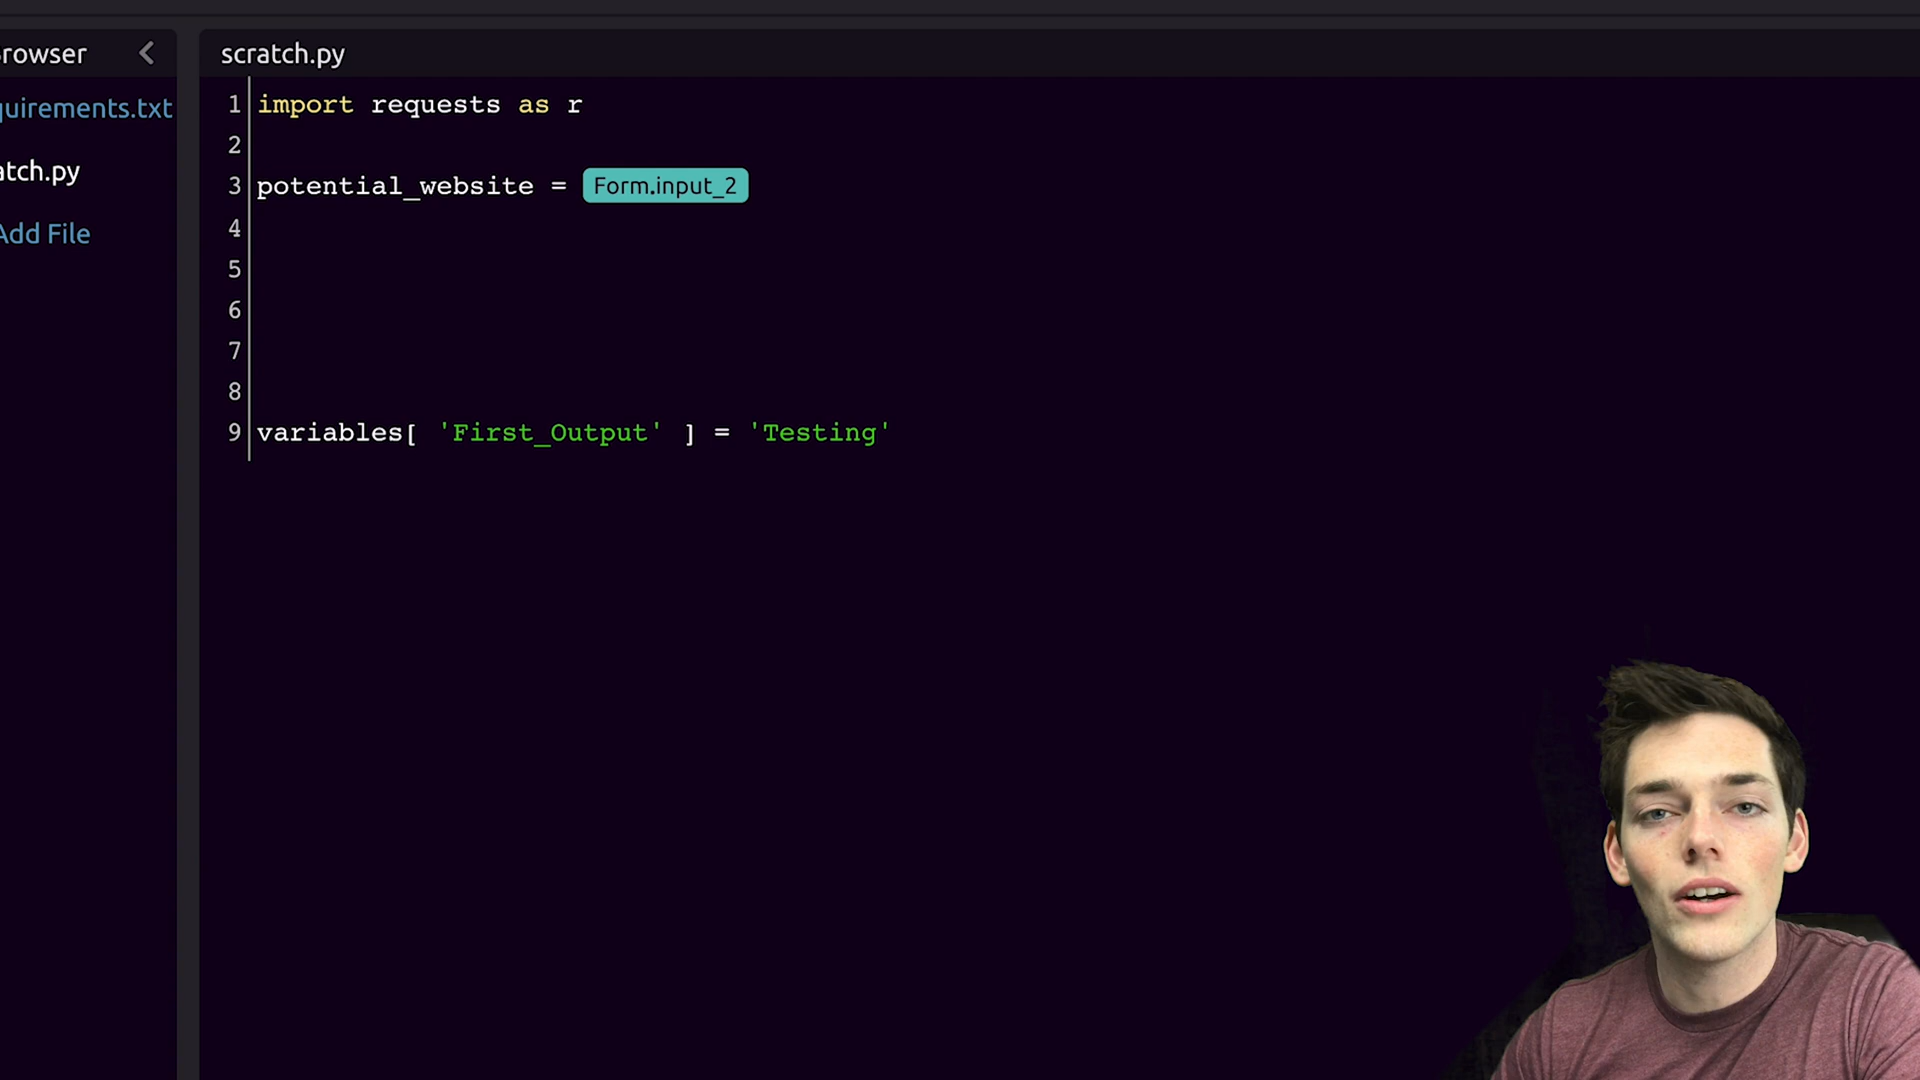 rowser
scratch.py
quirements.txt
atch.py
Add File
1 import requests as r
2
3 potential_website = Form.input_2
4
5
6
7
8
9 variables[ 'First_Output' ] = 'Testing'